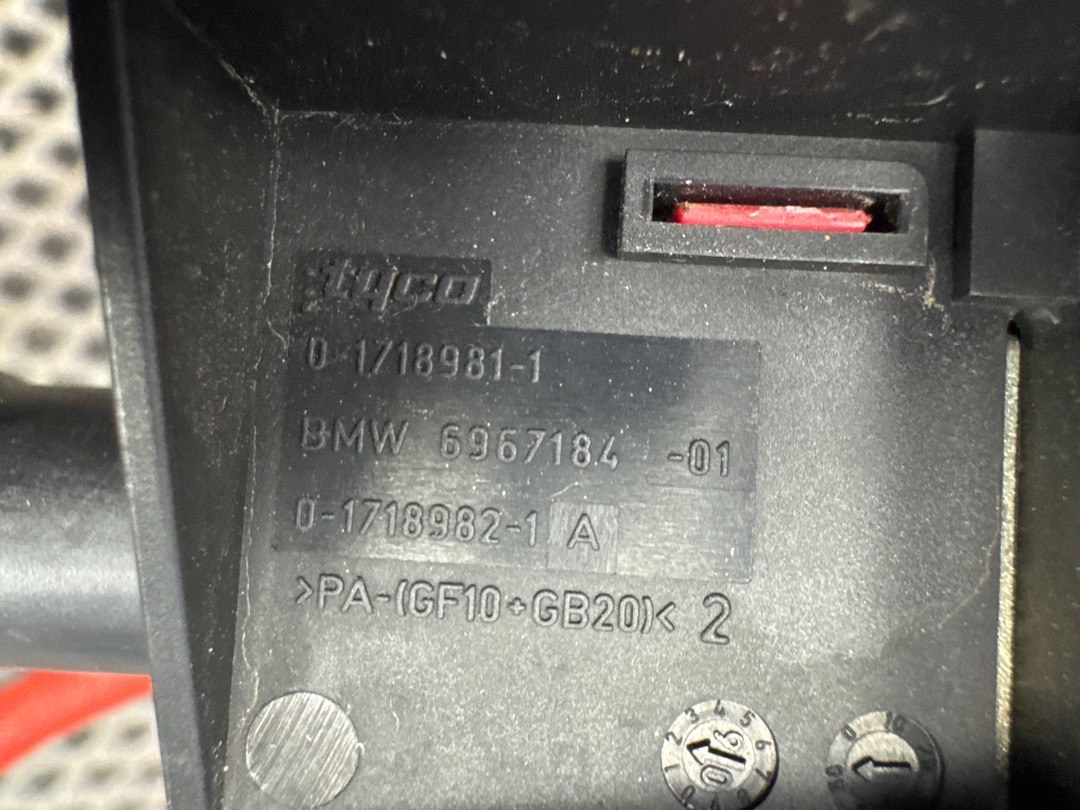 tyco
0-1718981-1
BMW 6967184 -01
0-1718982-1 A
>PA-(GF10+GB20)< 2